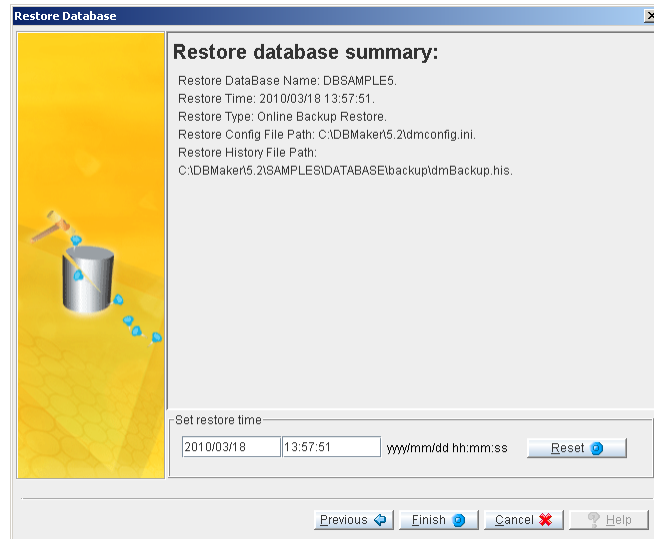 Restore Database
Restore database summary:
Restore DataBase Name: DBSAMPLE5.
Restore Time: 2010/03/18 13:57:51.
Restore Type: Online Backup Restore.
Restore Config File Path: C:\DBMaker\5.2\dmconfig.ini.
Restore History File Path:
C:\DBMaker\5.2\SAMPLES\DATABASE\backup\dmBackup.his.
Set restore time
2010/03/18 13:57:51 yyyy/mm/dd hh:mm:ss Reset
Previous Finish Cancel Help